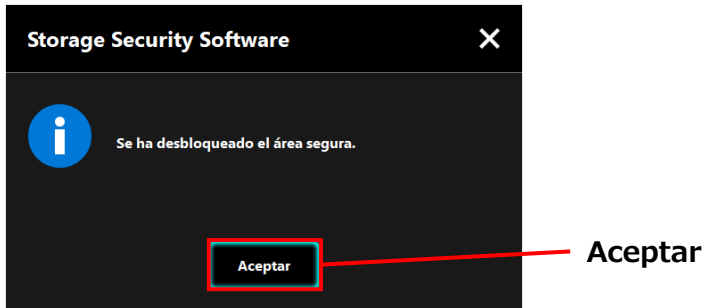 Storage Security Software
Se ha desbloqueado el área segura.
Aceptar
Aceptar